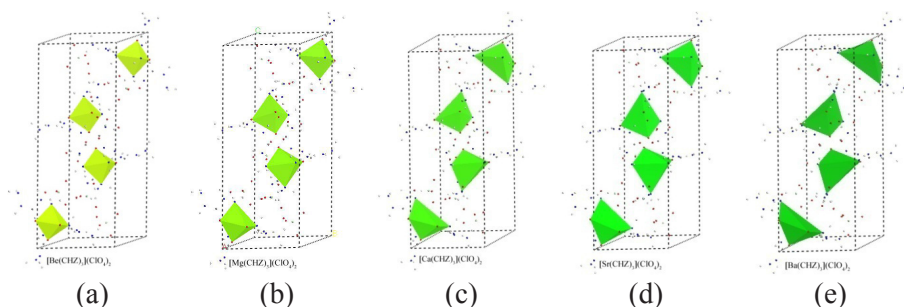 [Be(CHZ)₃](ClO₄)₂ [Mg(CHZ)₃](ClO₄)₂ [Ca(CHZ)₃](ClO₄)₂ [Sr(CHZ)₃](ClO₄)₂ [Ba(CHZ)₃](ClO₄)₂
(a) (b) (c) (d) (e)